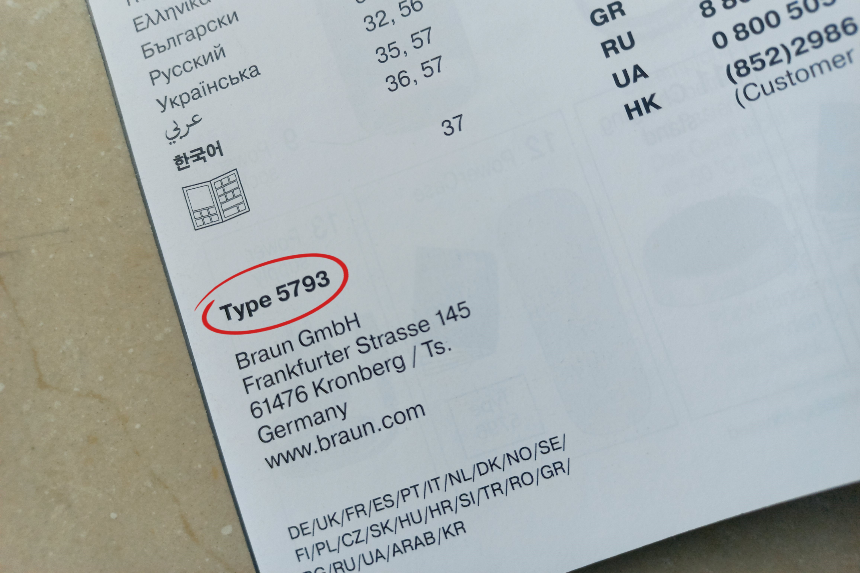 Ελληνικά
Български
32, 56
Русский
35, 57
Українська
36, 57
عربي
37
한국어
GR
RU
0 800 505
UA
(852)2986
HK
(Customer
Type 5793
Braun GmbH
Frankfurter Strasse 145
61476 Kronberg / Ts.
Germany
www.braun.com
DE/UK/FR/ES/PT/IT/NL/DK/NO/SE/
FI/PL/CZ/SK/HU/HR/SI/TR/RO/GR/
BG/RU/UA/ARAB/KR